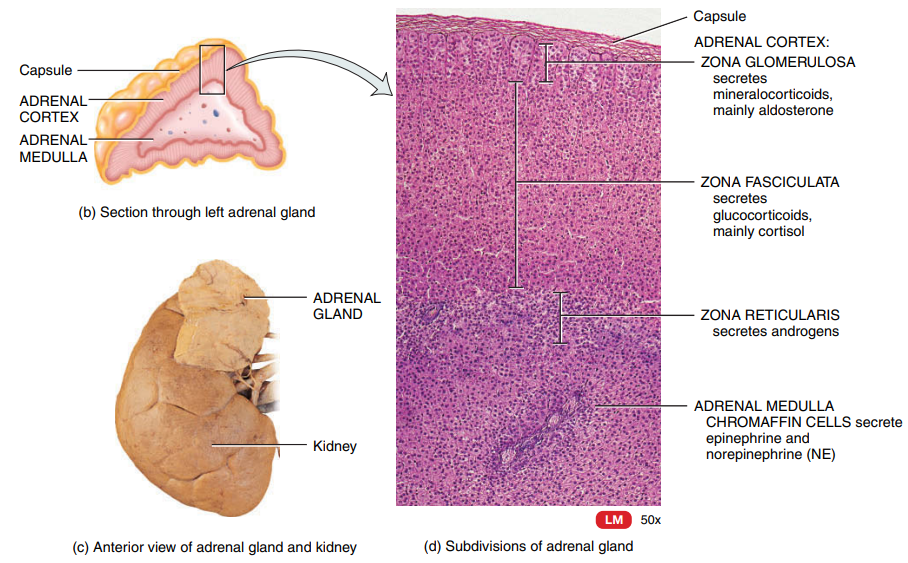 Capsule
ADRENAL
CORTEX
ADRENAL
MEDULLA
(b) Section through left adrenal gland
ADRENAL
GLAND
Kidney
(c) Anterior view of adrenal gland and kidney
Capsule
ADRENAL CORTEX:
ZONA GLOMERULOSA
secretes
mineralocorticoids,
mainly aldosterone
ZONA FASCICULATA
secretes
glucocorticoids,
mainly cortisol
ZONA RETICULARIS
secretes androgens
ADRENAL MEDULLA
CHROMAFFIN CELLS secrete
epinephrine and
norepinephrine (NE)
LM 50x
(d) Subdivisions of adrenal gland